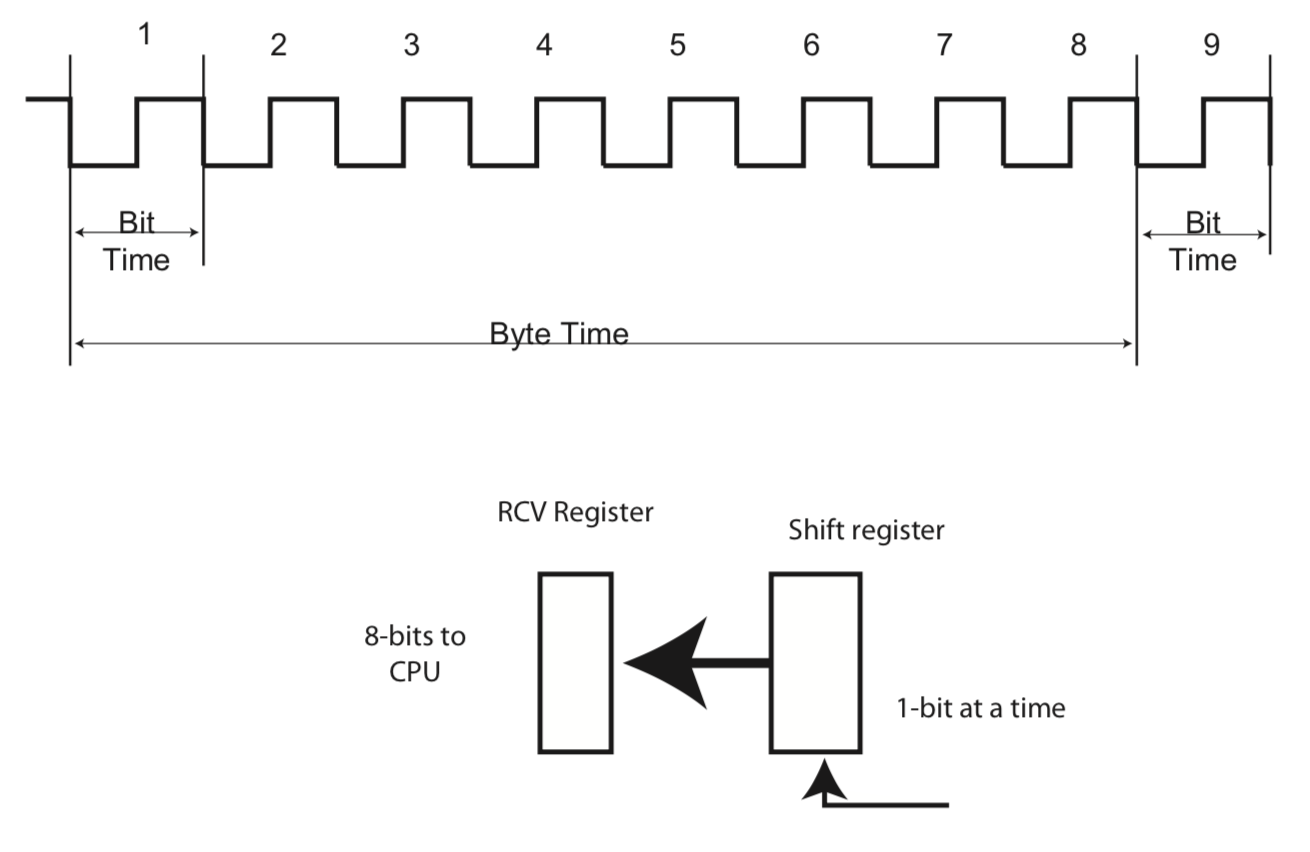 1 2 3 4 5 6 7 8 9
Bit
Time
Bit
Time
Byte Time
RCV Register
Shift register
8-bits to
CPU
1-bit at a time